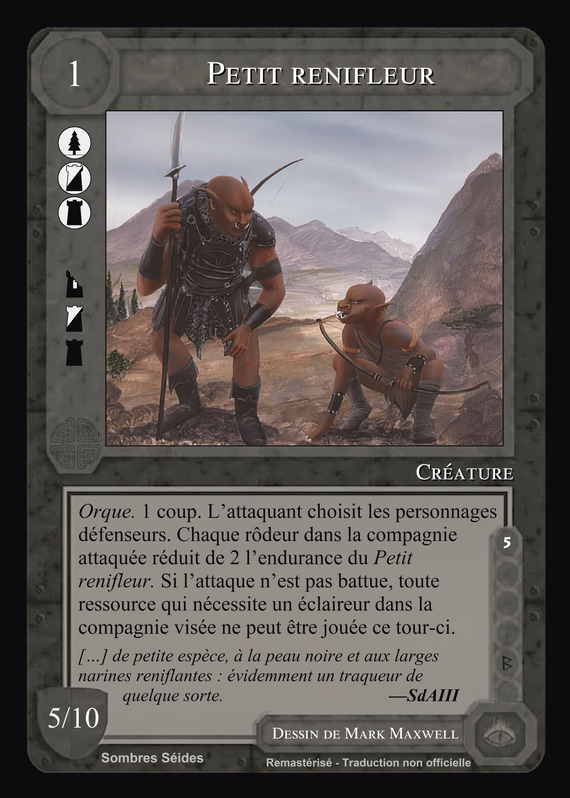 1
PETIT RENIFLEUR
CRÉATURE
Orque. 1 coup. L’attaquant choisit les personnages
défenseurs. Chaque rôdeur dans la compagnie
attaquée réduit de 2 l’endurance du Petit
renifleur. Si l’attaque n’est pas battue, toute
ressource qui nécessite un éclaireur dans la
compagnie visée ne peut être jouée ce tour-ci.
5
[…] de petite espèce, à la peau noire et aux larges
narines reniflantes : évidemment un traqueur de
quelque sorte. —SdAIII
5/10
DESSIN DE MARK MAXWELL
Sombres Séides
Remastérisé - Traduction non officielle